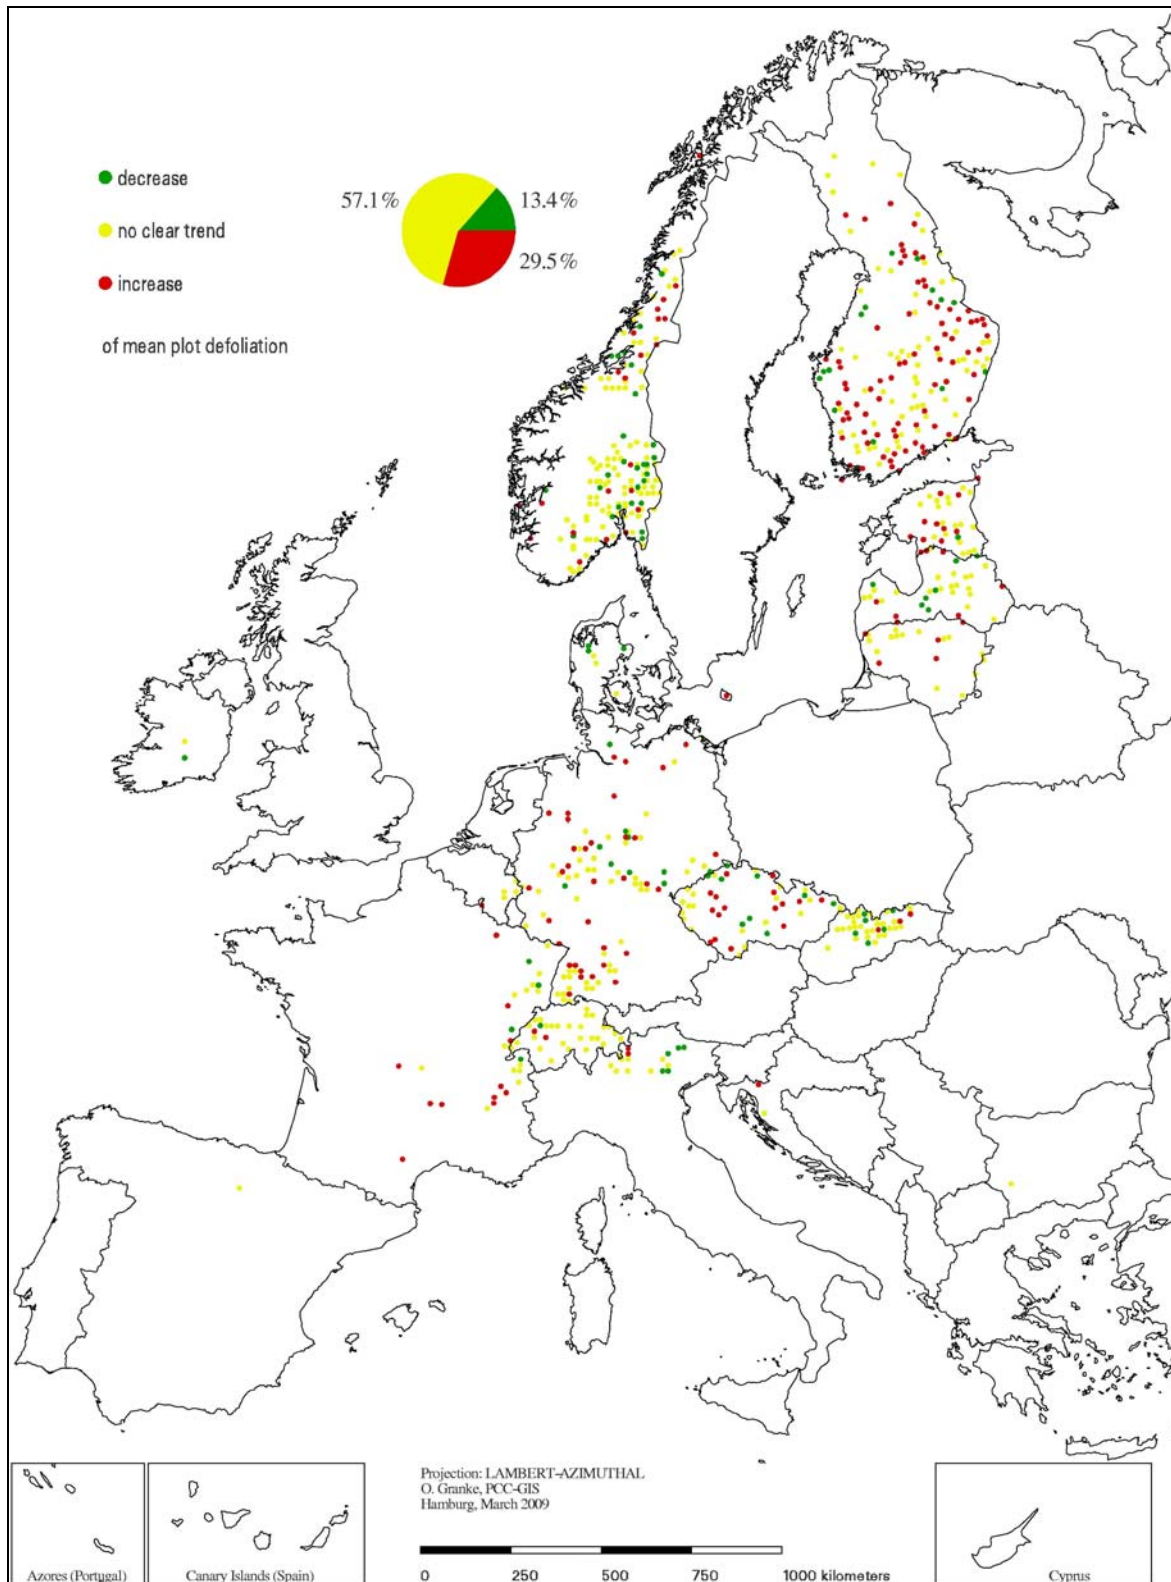 decrease
57.1%
13.4%
no clear trend
29.5%
increase
of mean plot defoliation
Projection: LAMBERT-AZIMUTHAL
O. Granke, PCC-GIS
Hamburg, March 2009
Azores (Portugal)
Canary Islands (Spain)
0 250 500 750 1000 kilometers
Cyprus